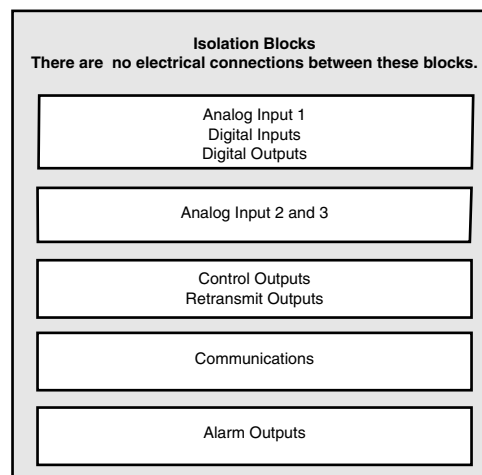 Isolation Blocks
There are no electrical connections between these blocks.
Analog Input 1
Digital Inputs
Digital Outputs
Analog Input 2 and 3
Control Outputs
Retransmit Outputs
Communications
Alarm Outputs